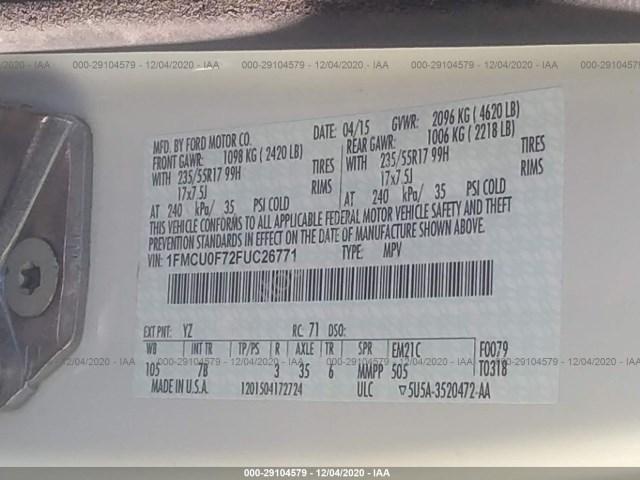 000-29104579 - 12/04/2020 - IAA 000-29104579 - 12/04/2020 - IAA 000-29104579 - 12/04/2020 - IAA
MFD. BY FORD MOTOR CO. DATE: 04/15 GVWR: 2096 KG ( 4620 LB)
FRONT GAWR: 1098 KG ( 2420 LB) REAR GAWR: 1006 KG ( 2218 LB)
WITH 235/55R17 99H TIRES WITH 235/55R17 99H TIRES
17x7.5J RIMS 17x7.5J RIMS
AT 240 kPa/ 35 PSI COLD AT 240 kPa/ 35 PSI COLD
THIS VEHICLE CONFORMS TO ALL APPLICABLE FEDERAL MOTOR VEHICLE SAFETY AND THEFT
PREVENTION STANDARDS IN EFFECT ON THE DATE OF MANUFACTURE SHOWN ABOVE.
VIN: 1FMCU0F72FUC26771 TYPE: MPV
EXT PNT: YZ RC: 71 DSO:
WB INT TR TP/PS R AXLE TR SPR EM21C F0079
105 7B 3 35 6 MMPP 505 T0318
MADE IN U.S.A. 1201504172724 ULC ▽5U5A-3520472-AA
000-29104579 - 12/04/2020 - IAA